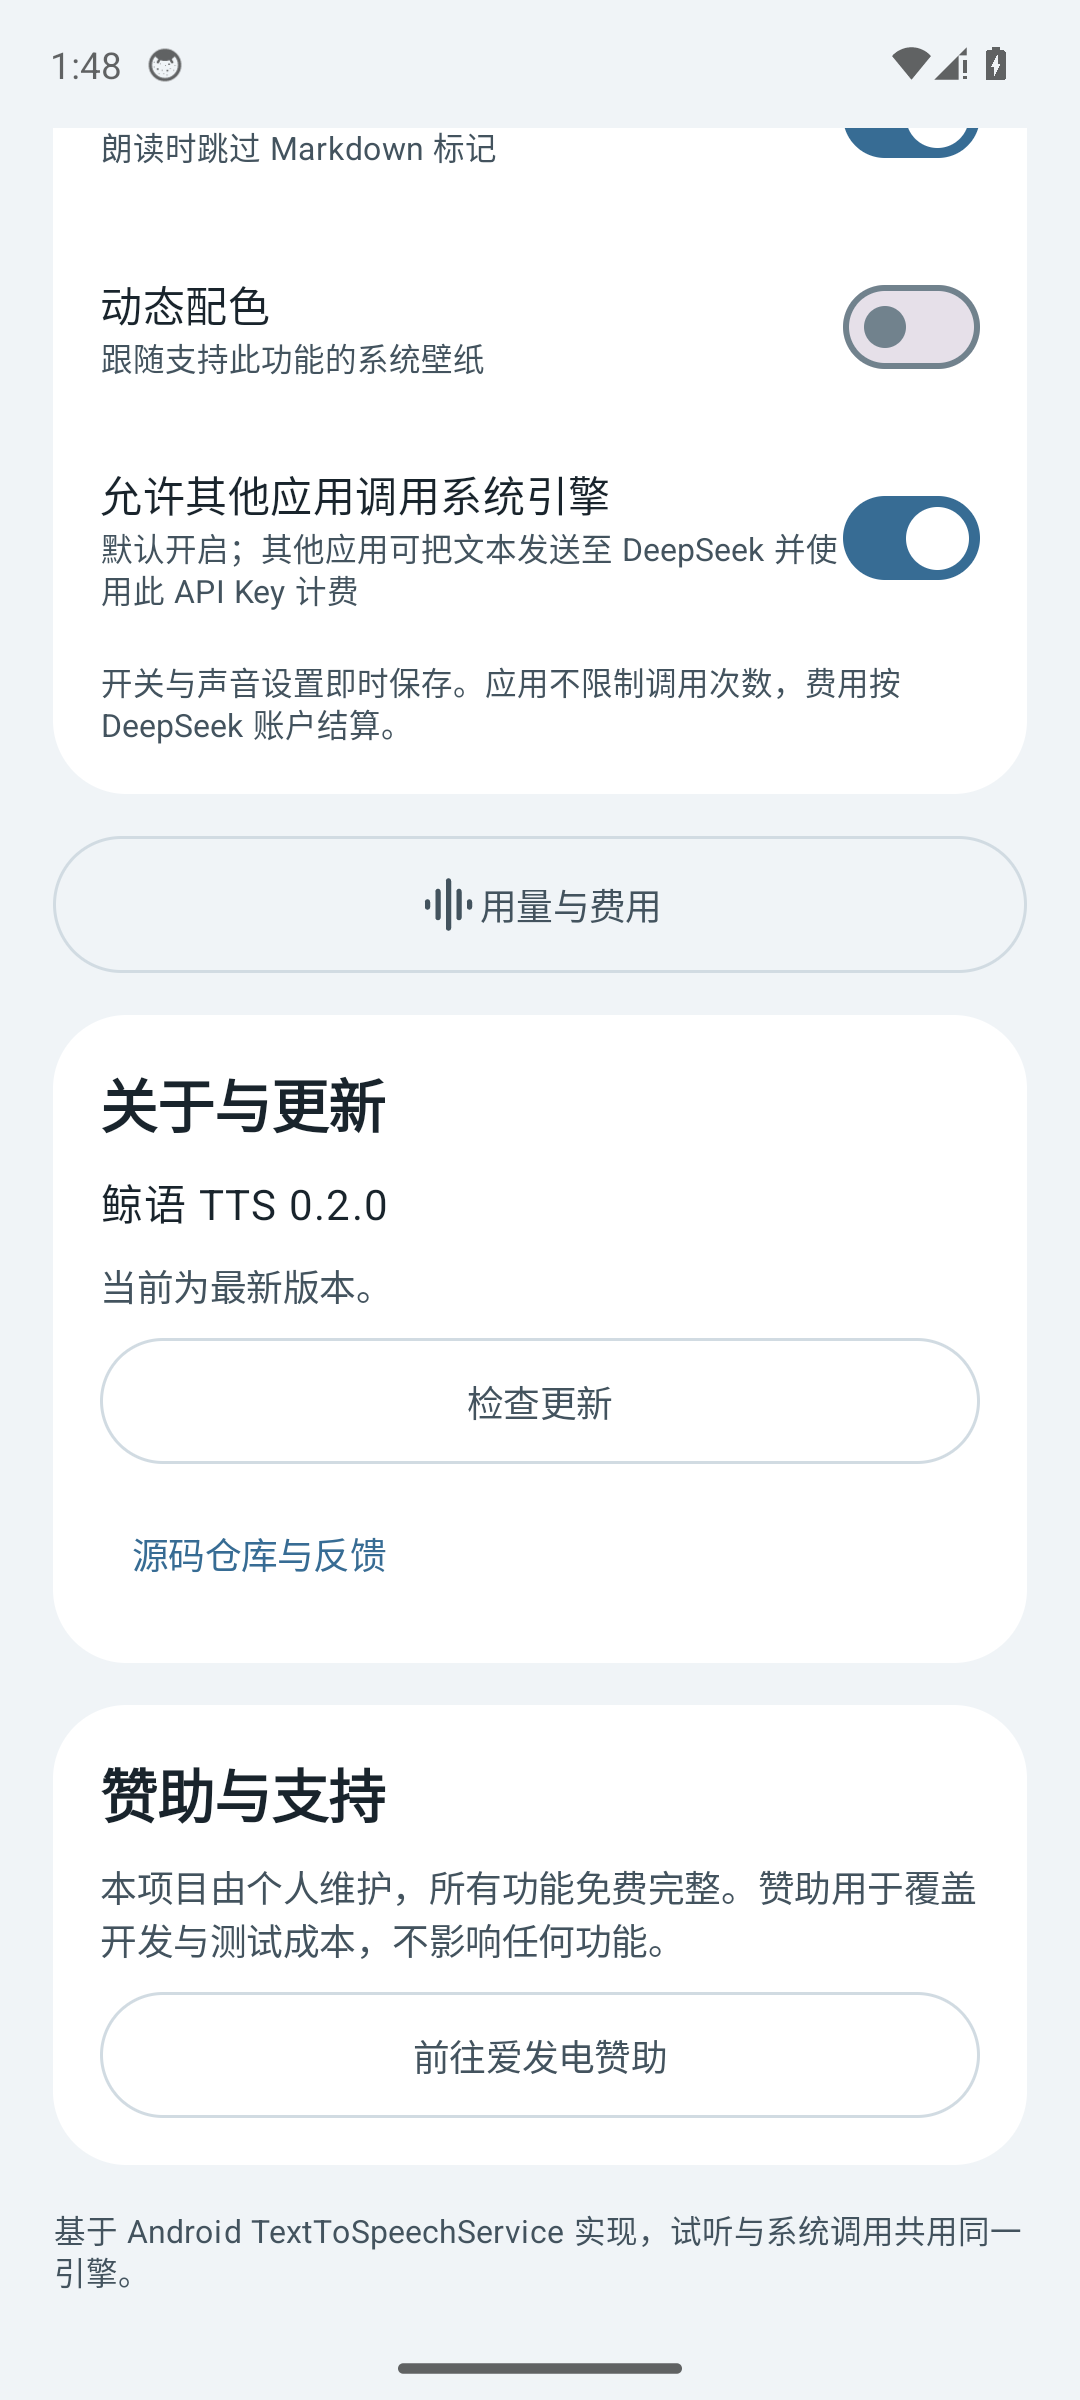 1:48
朗读时跳过 Markdown 标记
动态配色
跟随支持此功能的系统壁纸
允许其他应用调用系统引擎
默认开启；其他应用可把文本发送至 DeepSeek 并使
用此 API Key 计费
开关与声音设置即时保存。应用不限制调用次数，费用按
DeepSeek 账户结算。
用量与费用
关于与更新
鲸语 TTS 0.2.0
当前为最新版本。
检查更新
源码仓库与反馈
赞助与支持
本项目由个人维护，所有功能免费完整。赞助用于覆盖
开发与测试成本，不影响任何功能。
前往爱发电赞助
基于 Android TextToSpeechService 实现，试听与系统调用共用同一
引擎。